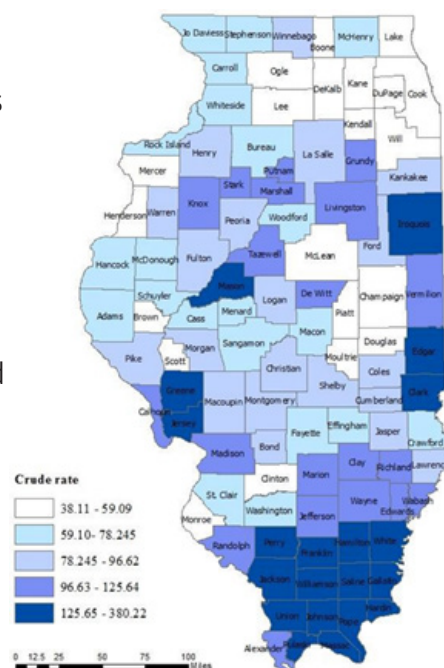 s
d
Jo Daviess
Stephenson
Winnebago
Boone
McHenry
Lake
Carroll
Ogle
DeKalb
Kane
DuPage
Cook
Whiteside
Lee
Kendall
Will
Rock Island
Henry
Bureau
La Salle
Grundy
Mercer
Putnam
Kankakee
Stark
Marshall
Henderson
Warren
Knox
Peoria
Woodford
Livingston
Iroquois
Ford
Hancock
McDonough
Fulton
Tazewell
McLean
Mason
Schuyler
Logan
De Witt
Champaign
Vermilion
Adams
Brown
Cass
Menard
Piatt
Macon
Pike
Scott
Morgan
Sangamon
Moultrie
Douglas
Edgar
Christian
Coles
Greene
Shelby
Clark
Calhoun
Jersey
Macoupin
Montgomery
Cumberland
Fayette
Effingham
Jasper
Crawford
Madison
Bond
Clay
Richland
Lawrence
Clinton
Marion
St. Clair
Wayne
Wabash
Edwards
Monroe
Washington
Jefferson
Randolph
Perry
Franklin
Hamilton
White
Jackson
Williamson
Saline
Gallatin
Union
Johnson
Pope
Hardin
Alexander
Pulaski
Massac
Crude rate
38.11 - 59.09
59.10- 78.245
78.245 - 96.62
96.63 - 125.64
125.65 - 380.22
0 12.5 25 50 75 100
Miles